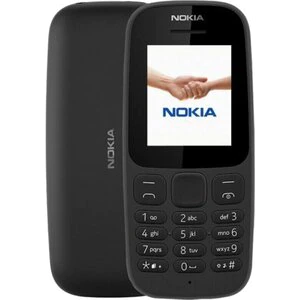 NOKIA
NOKIA
NOKIA
1
2abc
3def
4ghi
5jkl
6mno
7pqrs
8tuv
9wxyz
*
0
#